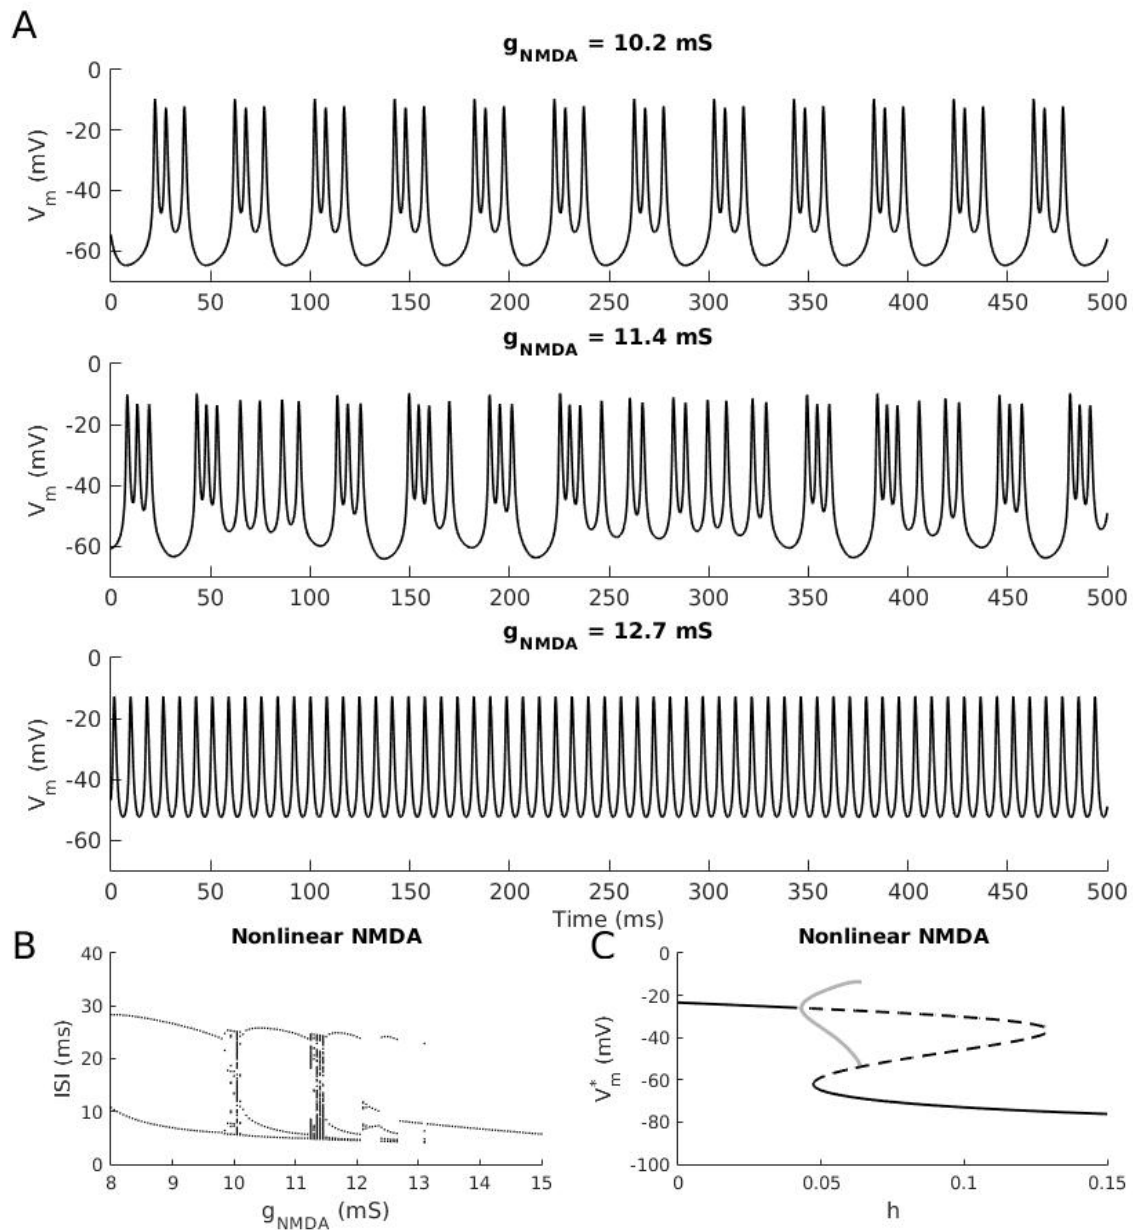 A
g_NMDA = 10.2 mS
0
-20
-40
-60
V_m (mV)
0 50 100 150 200 250 300 350 400 450 500
g_NMDA = 11.4 mS
0
-20
-40
-60
V_m (mV)
0 50 100 150 200 250 300 350 400 450 500
g_NMDA = 12.7 mS
0
-20
-40
-60
V_m (mV)
0 50 100 150 200 250 300 350 400 450 500
Time (ms)
B
Nonlinear NMDA
40
30
20
10
0
ISI (ms)
8 9 10 11 12 13 14 15
g_NMDA (mS)
C
Nonlinear NMDA
0
-20
-40
-60
-80
-100
V_m^* (mV)
0 0.05 0.1 0.15
h